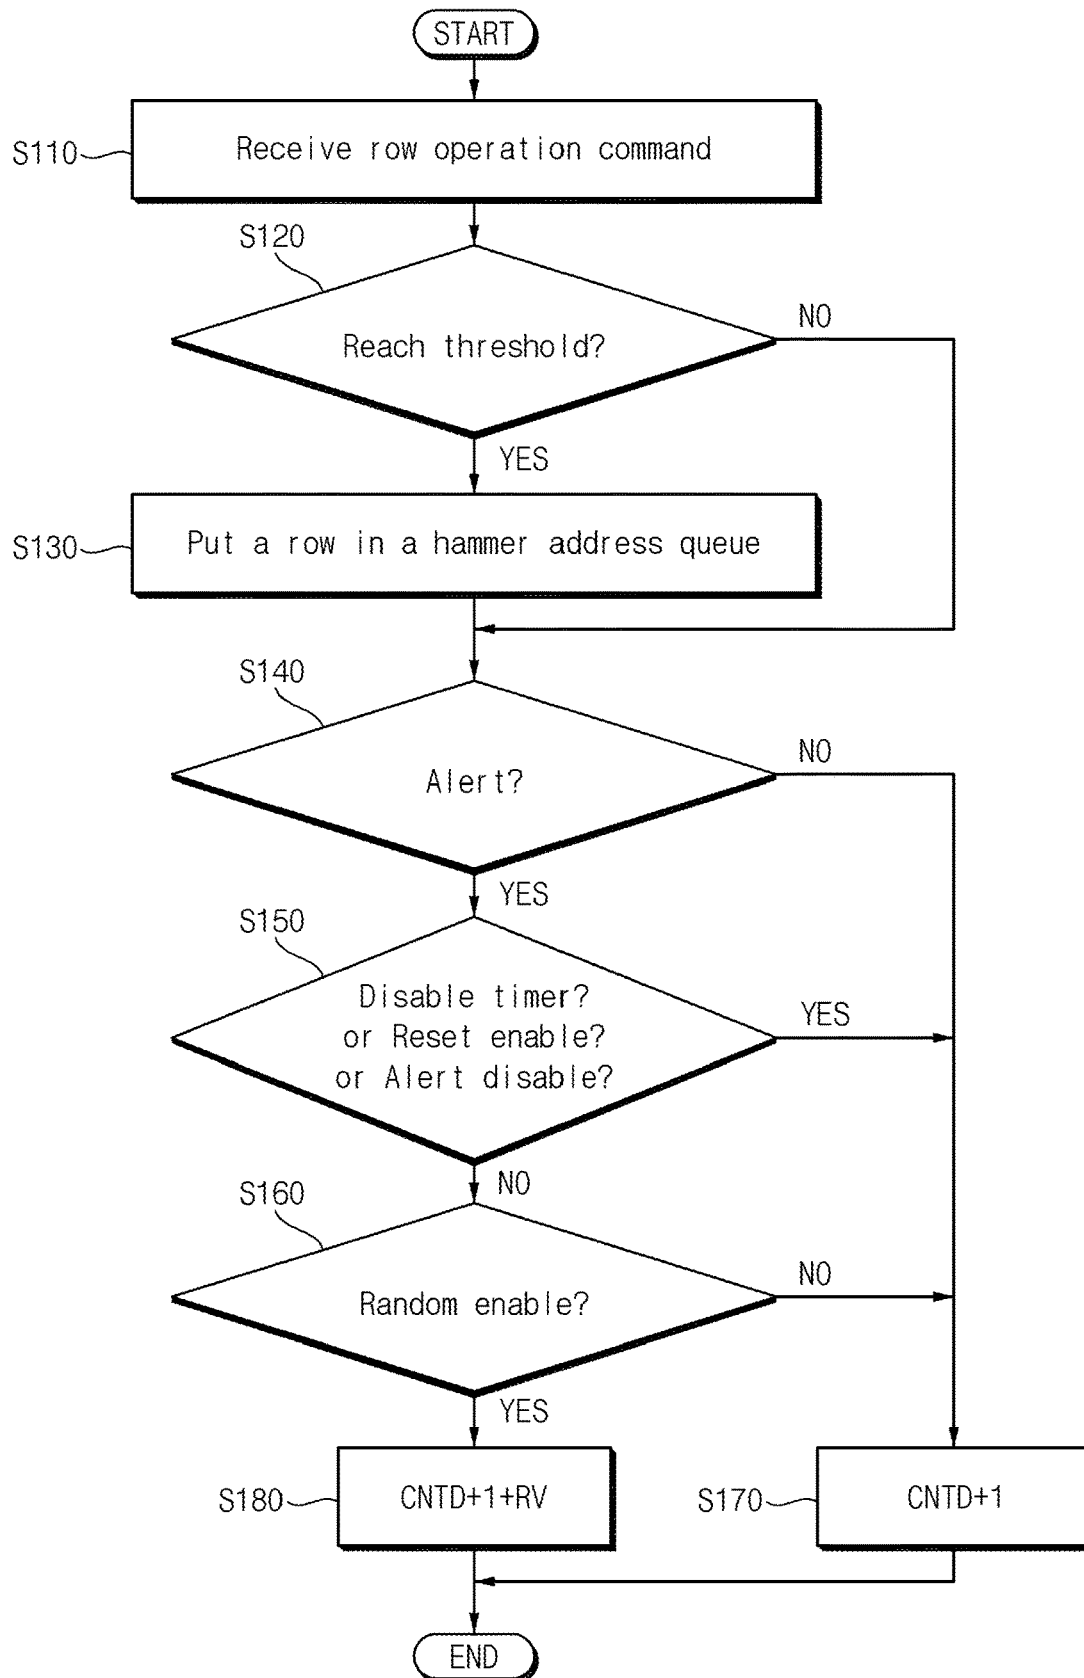 START
S110
Receive row operation command
S120
Reach threshold?
NO
YES
S130
Put a row in a hammer address queue
S140
Alert?
NO
YES
S150
Disable timer?
or Reset enable?
or Alert disable?
YES
NO
S160
Random enable?
NO
YES
S180
CNTD+1+RV
S170
CNTD+1
END